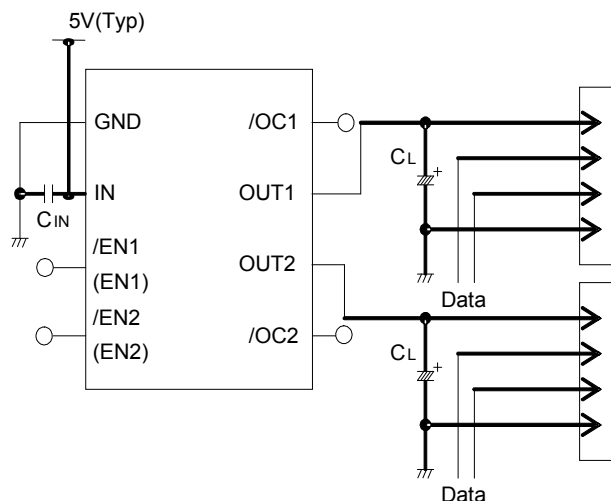 5V(Typ)
GND
/OC1
IN
OUT1
CIN
/EN1
(EN1)
OUT2
/EN2
(EN2)
/OC2
CL
+
Data
CL
+
Data